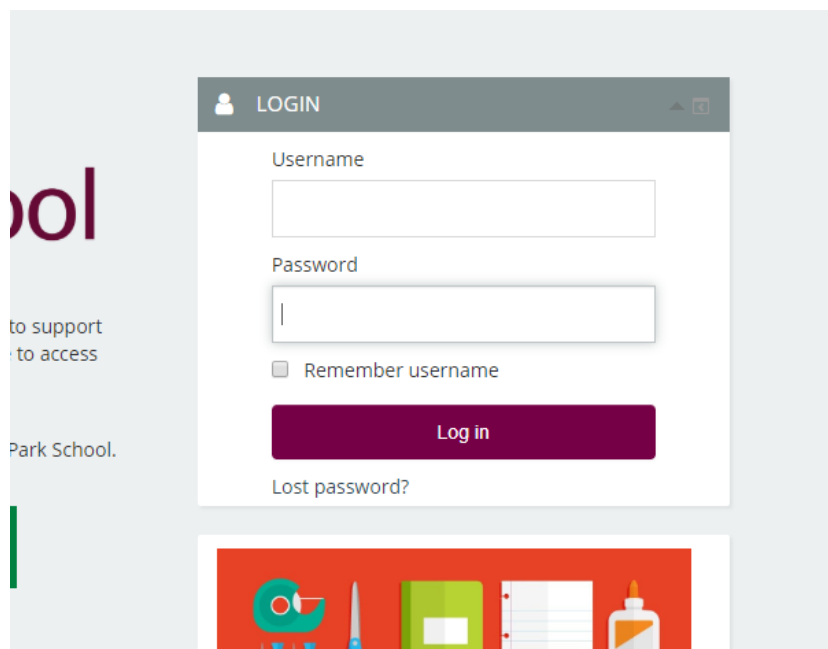 ool
to support
to access
Park School.
LOGIN
Username
Password
Remember username
Log in
Lost password?